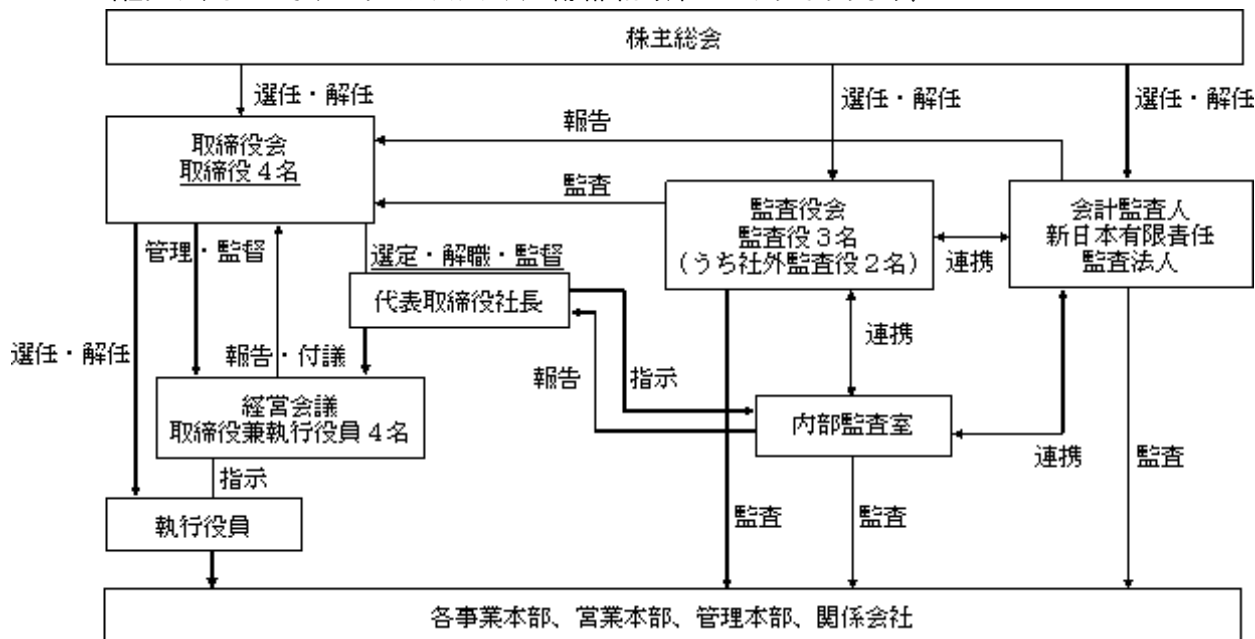 株主総会
選任・解任
選任・解任
選任・解任
報告
取締役会
取締役４名
監査
監査役会
監査役３名
（うち社外監査役２名）
会計監査人
新日本有限責任
監査法人
連携
管理・監督
選定・解職・監督
代表取締役社長
選任・解任
報告・付議
報告
指示
連携
経営会議
取締役兼執行役員４名
内部監査室
連携
監査
指示
執行役員
監査
監査
各事業本部、営業本部、管理本部、関係会社